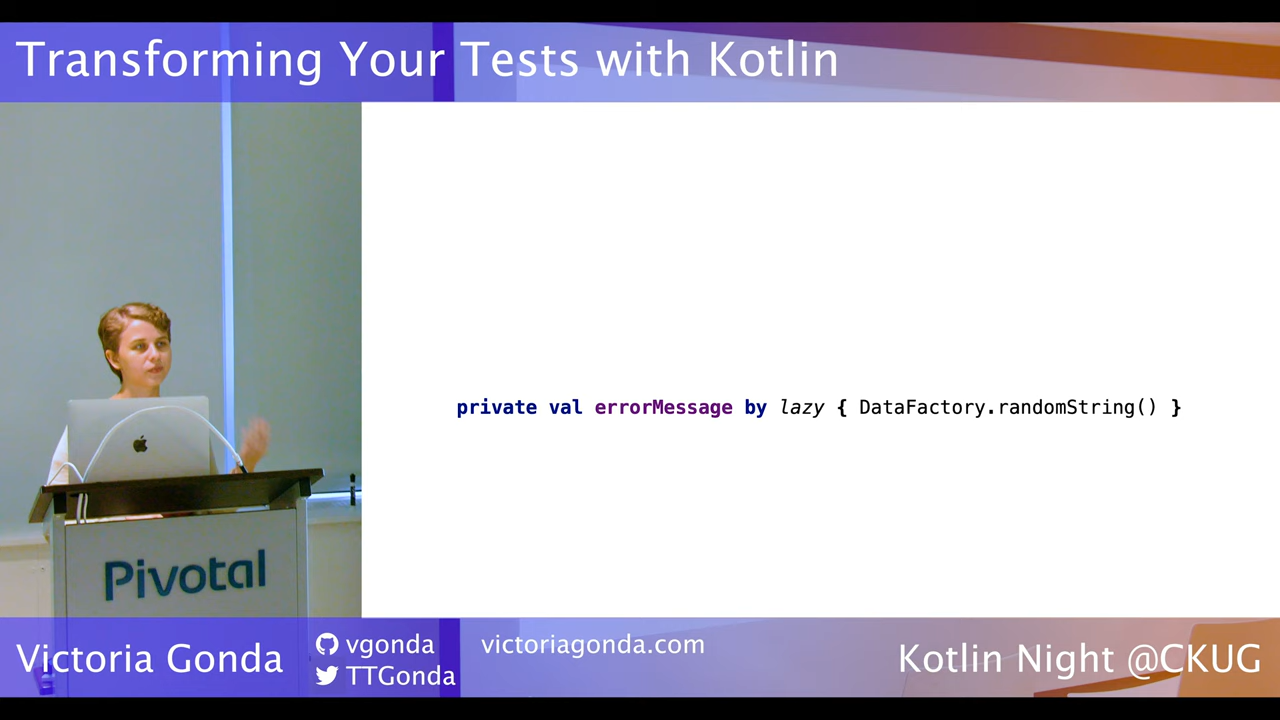 Transforming Your Tests with Kotlin
private val errorMessage by lazy { DataFactory.randomString() }
Pivotal
Victoria Gonda
vgonda
TTGonda
victoriagonda.com
Kotlin Night @CKUG